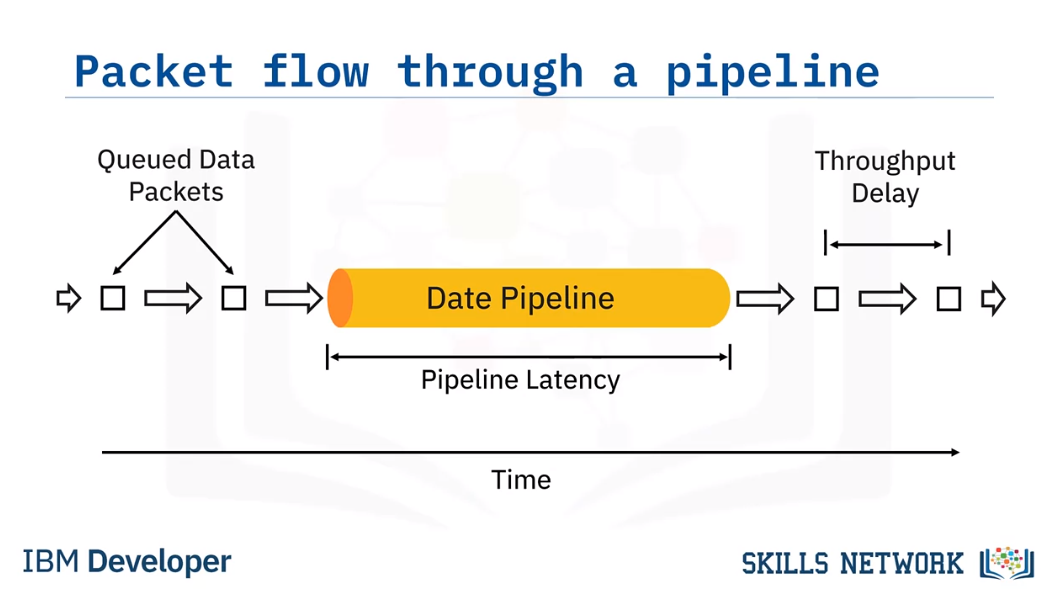 Packet flow through a pipeline
Queued Data
Packets
Throughput
Delay
Date Pipeline
Pipeline Latency
Time
IBM Developer
SKILLS NETWORK